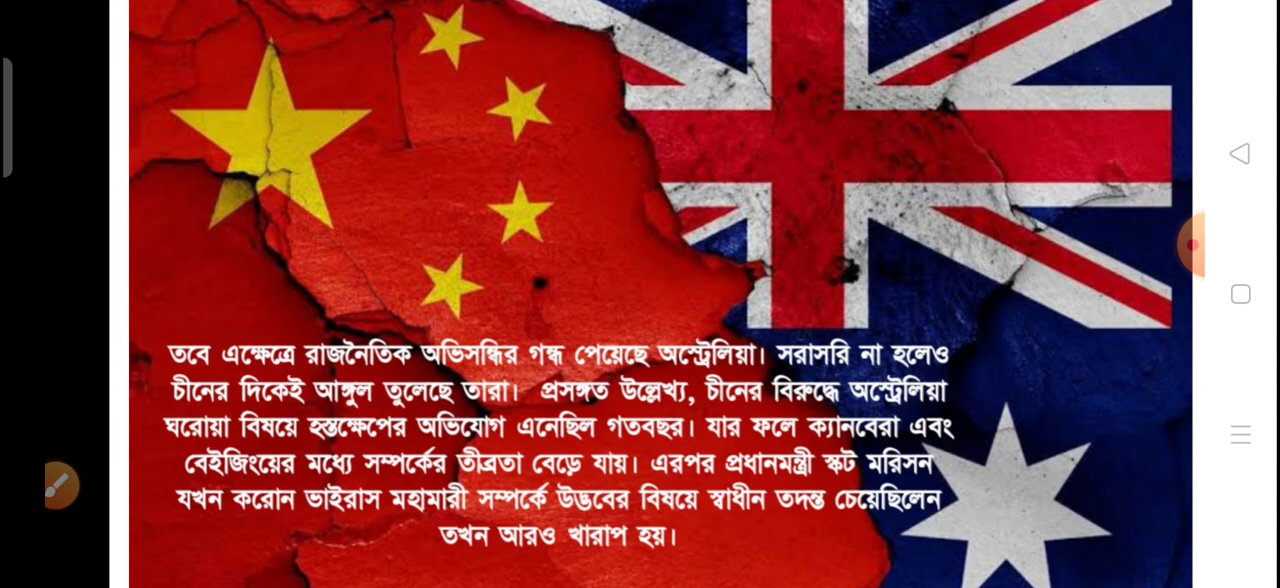 তবে এক্ষেত্রে রাজনৈতিক অভিসন্ধির গন্ধ পেয়েছে অস্ট্রেলিয়া। সরাসরি না হলেও
চীনের দিকেই আঙ্গুল তুলেছে তারা। প্রসঙ্গত উল্লেখ্য, চীনের বিরুদ্ধে অস্ট্রেলিয়া
ঘরোয়া বিষয়ে হস্তক্ষেপের অভিযোগ এনেছিল গতবছর। যার ফলে ক্যানবেরা এবং
বেইজিংয়ের মধ্যে সম্পর্কের তীব্রতা বেড়ে যায়। এরপর প্রধানমন্ত্রী স্কট মরিসন
যখন করোন ভাইরাস মহামারী সম্পর্কে উদ্ভবের বিষয়ে স্বাধীন তদন্ত চেয়েছিলেন
তখন আরও খারাপ হয়।